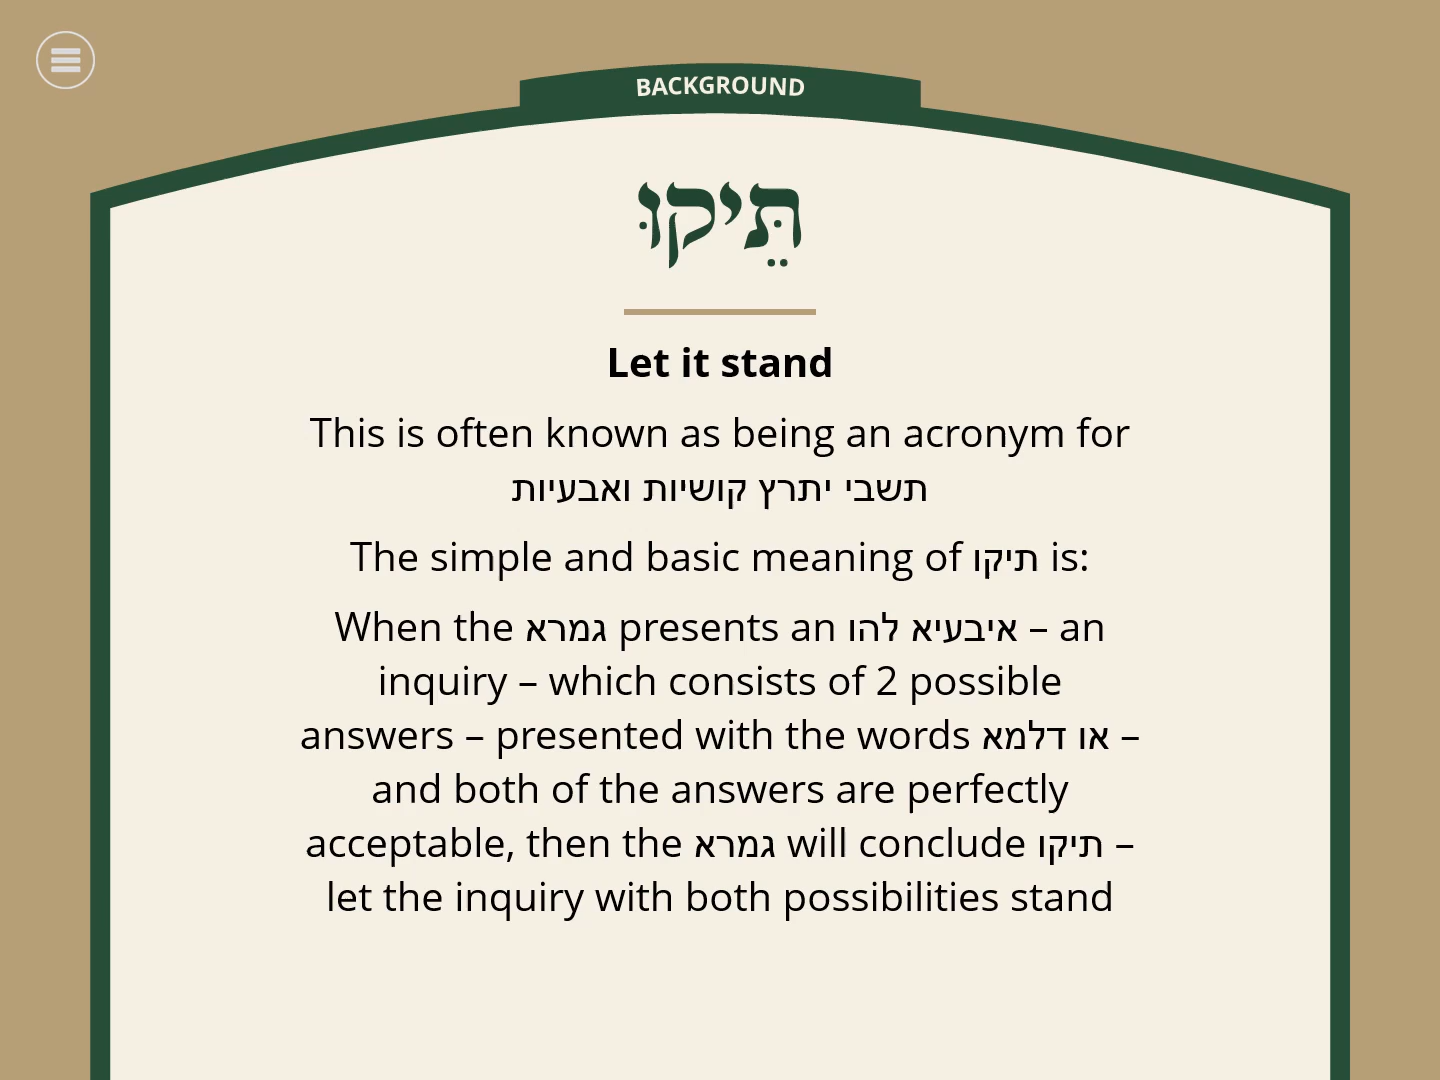 BACKGROUND
תֵּיקוּ
Let it stand
This is often known as being an acronym for
תשבי יתרץ קושיות ואבעיות
The simple and basic meaning of תיקו is:
When the גמרא presents an איבעיא להו – an
inquiry – which consists of 2 possible
answers – presented with the words או דלמא –
and both of the answers are perfectly
acceptable, then the גמרא will conclude תיקו –
let the inquiry with both possibilities stand